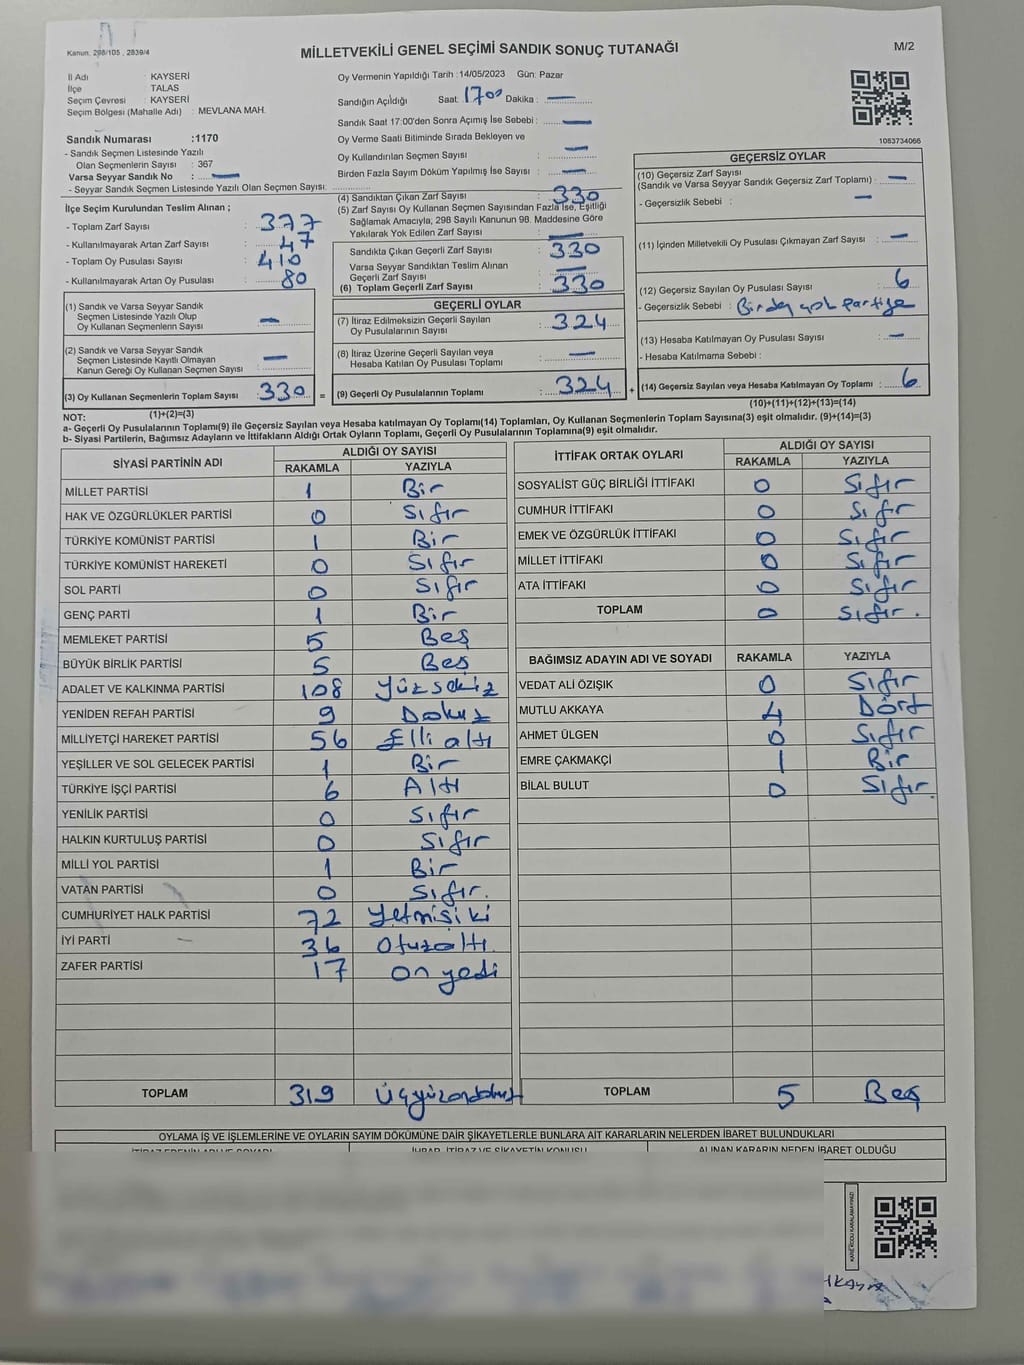 Kanun: 298/105 , 2839/4
MİLLETVEKİLİ GENEL SEÇİMİ SANDIK SONUÇ TUTANAĞI
M/2
İl Adı : KAYSERİ
İlçe : TALAS
Seçim Çevresi : KAYSERİ
Seçim Bölgesi (Mahalle Adı) : MEVLANA MAH.
Oy Vermenin Yapıldığı Tarih :14/05/2023 Gün: Pazar
Sandığın Açıldığı Saat: 17.00 Dakika : —
Sandık Saat 17:00'den Sonra Açımış İse Sebebi : —
Oy Verme Saati Bitiminde Sırada Bekleyen ve
Oy Kullandırılan Seçmen Sayısı : —
Birden Fazla Sayım Döküm Yapılmış İse Sayısı : —
1083734066
Sandık Numarası :1170
- Sandık Seçmen Listesinde Yazılı
Olan Seçmenlerin Sayısı : 367
Varsa Seyyar Sandık No : —
- Seyyar Sandık Seçmen Listesinde Yazılı Olan Seçmen Sayısı:
İlçe Seçim Kurulundan Teslim Alınan ;
- Toplam Zarf Sayısı : 377
- Kullanılmayarak Artan Zarf Sayısı : 47
- Toplam Oy Pusulası Sayısı : 410
- Kullanılmayarak Artan Oy Pusulası : 80
(4) Sandıktan Çıkan Zarf Sayısı : 330
(5) Zarf Sayısı Oy Kullanan Seçmen Sayısından Fazla İse, Eşitliği
Sağlamak Amacıyla, 298 Sayılı Kanunun 98. Maddesine Göre
Yakılarak Yok Edilen Zarf Sayısı : —
Sandıkta Çıkan Geçerli Zarf Sayısı : 330
Varsa Seyyar Sandıktan Teslim Alınan
Geçerli Zarf Sayısı : —
(6) Toplam Geçerli Zarf Sayısı : 330
GEÇERSİZ OYLAR
(10) Geçersiz Zarf Sayısı
(Sandık ve Varsa Seyyar Sandık Geçersiz Zarf Toplamı) : —
- Geçersizlik Sebebi : —
(11) İçinden Milletvekili Oy Pusulası Çıkmayan Zarf Sayısı : —
(12) Geçersiz Sayılan Oy Pusulası Sayısı : 6
- Geçersizlik Sebebi : Birden çok partiye
(13) Hesaba Katılmayan Oy Pusulası Sayısı : —
- Hesaba Katılmama Sebebi :
(14) Geçersiz Sayılan veya Hesaba Katılmayan Oy Toplamı : 6
(10)+(11)+(12)+(13)=(14)
(1) Sandık ve Varsa Seyyar Sandık
Seçmen Listesinde Yazılı Olup
Oy Kullanan Seçmenlerin Sayısı : —
(2) Sandık ve Varsa Seyyar Sandık
Seçmen Listesinde Kayıtlı Olmayan
Kanun Gereği Oy Kullanan Seçmen Sayısı : —
(3) Oy Kullanan Seçmenlerin Toplam Sayısı : 330 =
(1)+(2)=(3)
GEÇERLİ OYLAR
(7) İtiraz Edilmeksizin Geçerli Sayılan
Oy Pusulalarının Sayısı : 324
(8) İtiraz Üzerine Geçerli Sayılan veya
Hesaba Katılan Oy Pusulası Toplamı : —
(9) Geçerli Oy Pusulalarının Toplamı : 324 +
NOT:
a- Geçerli Oy Pusulalarının Toplamı(9) ile Geçersiz Sayılan veya Hesaba katılmayan Oy Toplamı(14) Toplamları, Oy Kullanan Seçmenlerin Toplam Sayısına(3) eşit olmalıdır. (9)+(14)=(3)
b- Siyasi Partilerin, Bağımsız Adayların ve İttifakların Aldığı Ortak Oyların Toplamı, Geçerli Oy Pusulalarının Toplamına(9) eşit olmalıdır.
SİYASİ PARTİNİN ADI
ALDIĞI OY SAYISI
RAKAMLA YAZIYLA
MİLLET PARTİSİ 1 Bir
HAK VE ÖZGÜRLÜKLER PARTİSİ 0 Sıfır
TÜRKİYE KOMÜNİST PARTİSİ 1 Bir
TÜRKİYE KOMÜNİST HAREKETİ 0 Sıfır
SOL PARTİ 0 Sıfır
GENÇ PARTİ 1 Bir
MEMLEKET PARTİSİ 5 Beş
BÜYÜK BİRLİK PARTİSİ 5 Beş
ADALET VE KALKINMA PARTİSİ 108 Yüzsekiz
YENİDEN REFAH PARTİSİ 9 Dokuz
MİLLİYETÇİ HAREKET PARTİSİ 56 Elli altı
YEŞİLLER VE SOL GELECEK PARTİSİ 1 Bir
TÜRKİYE İŞÇİ PARTİSİ 6 Altı
YENİLİK PARTİSİ 0 Sıfır
HALKIN KURTULUŞ PARTİSİ 0 Sıfır
MİLLİ YOL PARTİSİ 1 Bir
VATAN PARTİSİ 0 Sıfır.
CUMHURİYET HALK PARTİSİ 72 Yetmişiki
İYİ PARTİ 36 Otuzaltı.
ZAFER PARTİSİ 17 On yedi
TOPLAM 319 Üçyüzondokuz
İTTİFAK ORTAK OYLARI
ALDIĞI OY SAYISI
RAKAMLA YAZIYLA
SOSYALİST GÜÇ BİRLİĞİ İTTİFAKI 0 Sıfır
CUMHUR İTTİFAKI 0 Sıfır
EMEK VE ÖZGÜRLÜK İTTİFAKI 0 Sıfır
MİLLET İTTİFAKI 0 Sıfır
ATA İTTİFAKI 0 Sıfır
TOPLAM 0 Sıfır.
BAĞIMSIZ ADAYIN ADI VE SOYADI RAKAMLA YAZIYLA
VEDAT ALİ ÖZIŞIK 0 Sıfır
MUTLU AKKAYA 4 Dört
AHMET ÜLGEN 0 Sıfır
EMRE ÇAKMAKÇI 1 Bir
BİLAL BULUT 0 Sıfır.
TOPLAM 5 Beş
OYLAMA İŞ VE İŞLEMLERİNE VE OYLARIN SAYIM DÖKÜMÜNE DAİR ŞİKAYETLERLE BUNLARA AİT KARARLARIN NELERDEN İBARET BULUNDUKLARI
İTİRAZ EDENİN ADI VE SOYADI İHBAR, İTİRAZ VE ŞİKAYETİN KONUSU ALINAN KARARIN NEDEN İBARET OLDUĞU
KARE KODU KARALAMAYINIZ!